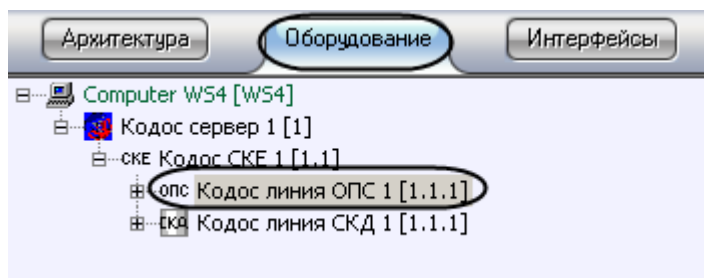 Архитектура Оборудование Интерфейсы
Computer WS4 [WS4]
Кодос сервер 1 [1]
СКЕ Кодос СКЕ 1 [1.1]
опс Кодос линия ОПС 1 [1.1.1]
СКД Кодос линия СКД 1 [1.1.1]